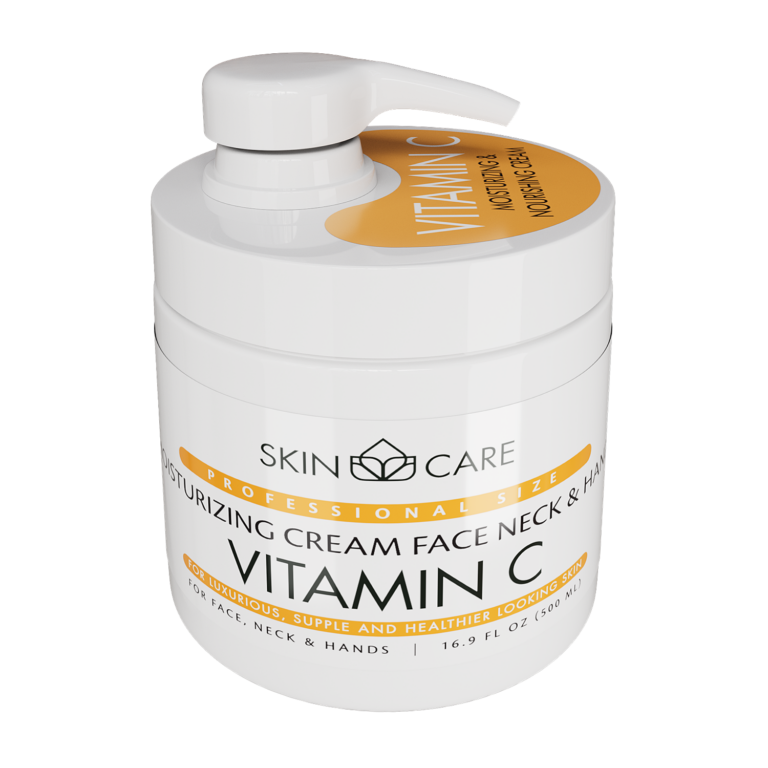 VITAMIN C
MOSTURIZING &
NOURISHING CREAM
SKIN CARE
PROFESSIONAL SIZE
CREAM FACE NECK &
VITAMIN C
FOR LUXURIOUS, SUPPLE AND HEALTHIER LOOKING SKIN
FOR FACE, NECK & HANDS | 16.9 FL OZ (500 ML)